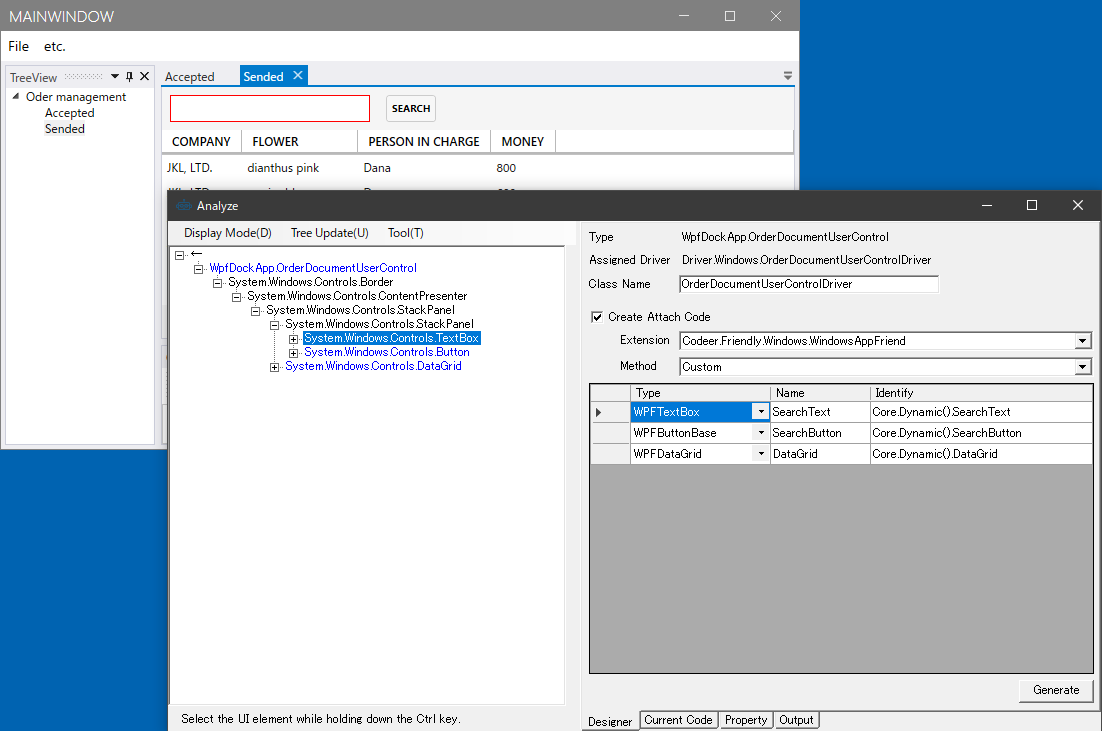 MAINWINDOW
File etc.
TreeView
Oder management
Accepted
Sended
Accepted Sended
SEARCH
COMPANY FLOWER PERSON IN CHARGE MONEY
JKL, LTD. dianthus pink Dana 800
Analyze
Display Mode(D) Tree Update(U) Tool(T)
WpfDockApp.OrderDocumentUserControl
System.Windows.Controls.Border
System.Windows.Controls.ContentPresenter
System.Windows.Controls.StackPanel
System.Windows.Controls.StackPanel
System.Windows.Controls.TextBox
System.Windows.Controls.Button
System.Windows.Controls.DataGrid
Select the UI element while holding down the Ctrl key.
Type WpfDockApp.OrderDocumentUserControl
Assigned Driver Driver.Windows.OrderDocumentUserControlDriver
Class Name OrderDocumentUserControlDriver
Create Attach Code
Extension Codeer.Friendly.Windows.WindowsAppFriend
Method Custom
Type Name Identify
WPFTextBox SearchText Core.Dynamic().SearchText
WPFButtonBase SearchButton Core.Dynamic().SearchButton
WPFDataGrid DataGrid Core.Dynamic().DataGrid
Generate
Designer Current Code Property Output